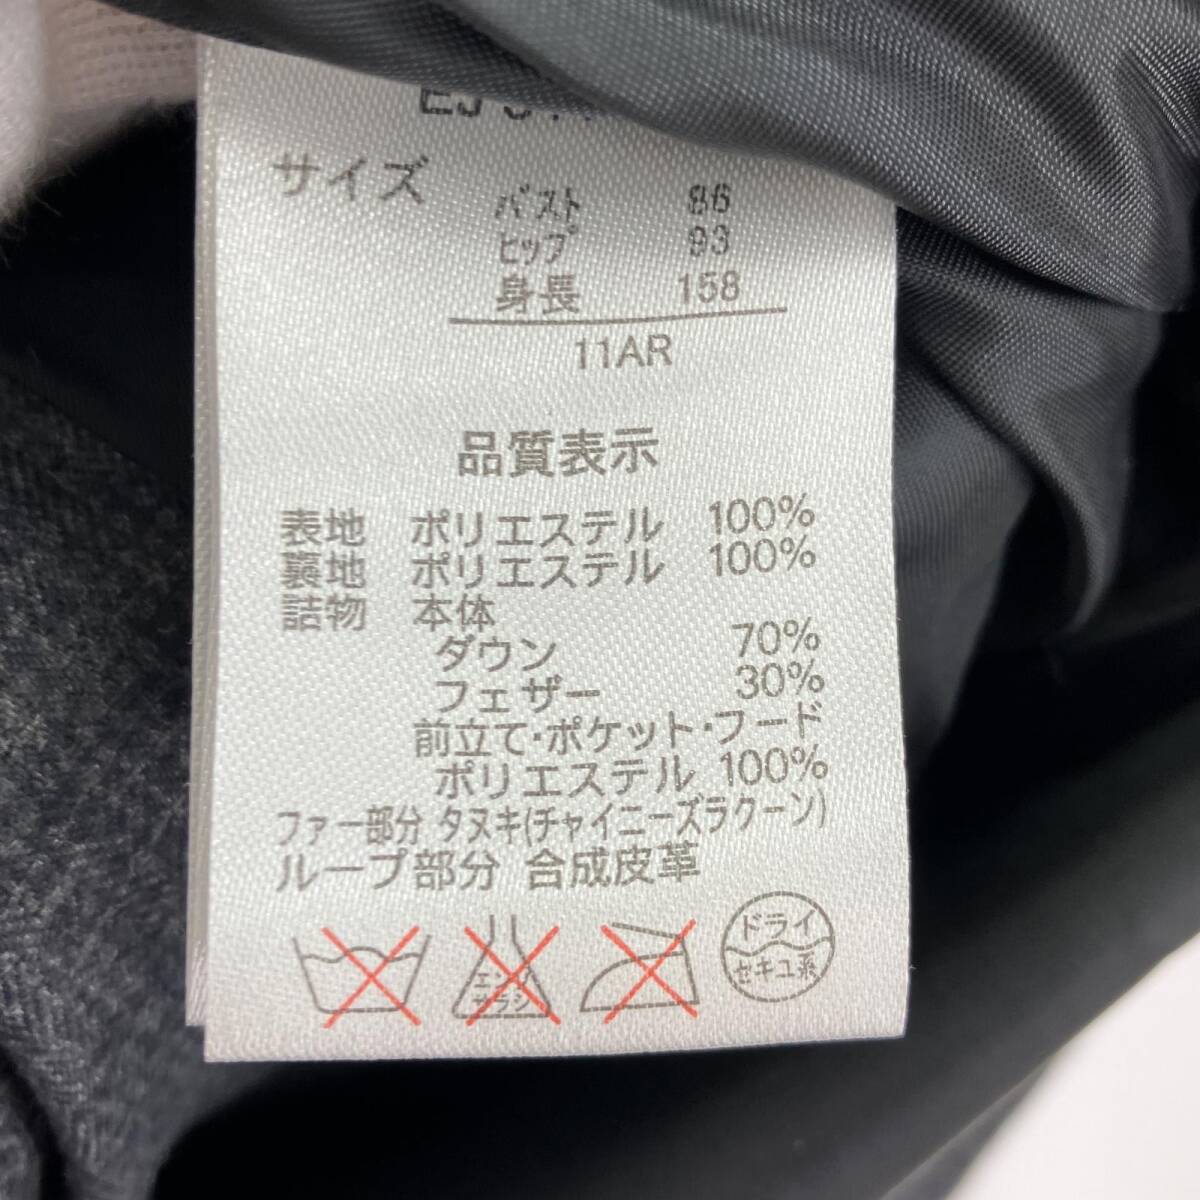 サイズ
バスト 86
ヒップ 93
身長 158
11AR
品質表示
表地 ポリエステル 100%
裏地 ポリエステル 100%
詰物 本体
ダウン 70%
フェザー 30%
前立て・ポケット・フード
ポリエステル 100%
ファー部分 タヌキ(チャイニーズラクーン)
ループ部分 合成皮革
エンソ
サラシ
ドライ
セキユ系